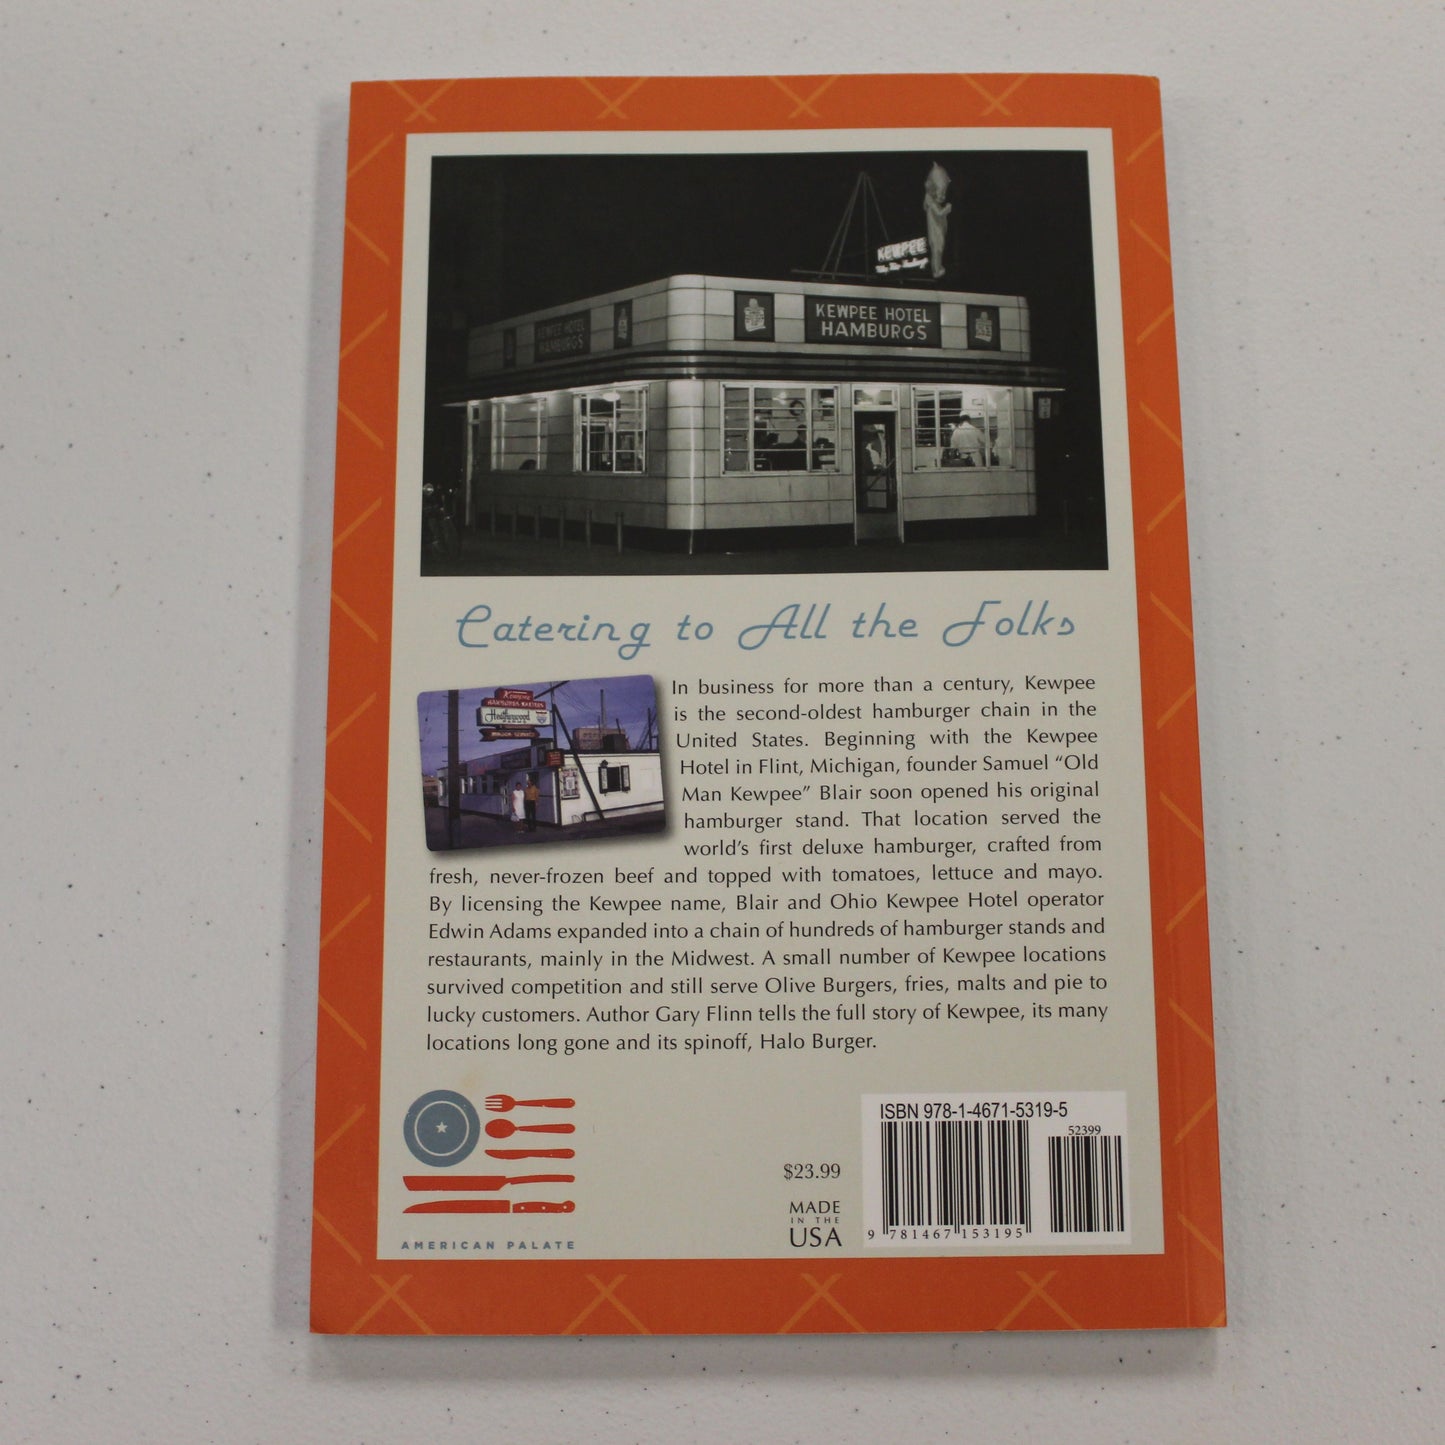 KEWPEE
KEWPEE HOTEL
HAMBURGS
KEWPEE HOTEL
HAMBURGS
Catering to All the Folks
Kewpee
Heatherwood
FARMS
In business for more than a century, Kewpee
is the second-oldest hamburger chain in the
United States. Beginning with the Kewpee
Hotel in Flint, Michigan, founder Samuel “Old
Man Kewpee” Blair soon opened his original
hamburger stand. That location served the
world’s first deluxe hamburger, crafted from
fresh, never-frozen beef and topped with tomatoes, lettuce and mayo.
By licensing the Kewpee name, Blair and Ohio Kewpee Hotel operator
Edwin Adams expanded into a chain of hundreds of hamburger stands and
restaurants, mainly in the Midwest. A small number of Kewpee locations
survived competition and still serve Olive Burgers, fries, malts and pie to
lucky customers. Author Gary Flinn tells the full story of Kewpee, its many
locations long gone and its spinoff, Halo Burger.
AMERICAN PALATE
$23.99
MADE
IN THE
USA
ISBN 978-1-4671-5319-5
52399
9 781467 153195